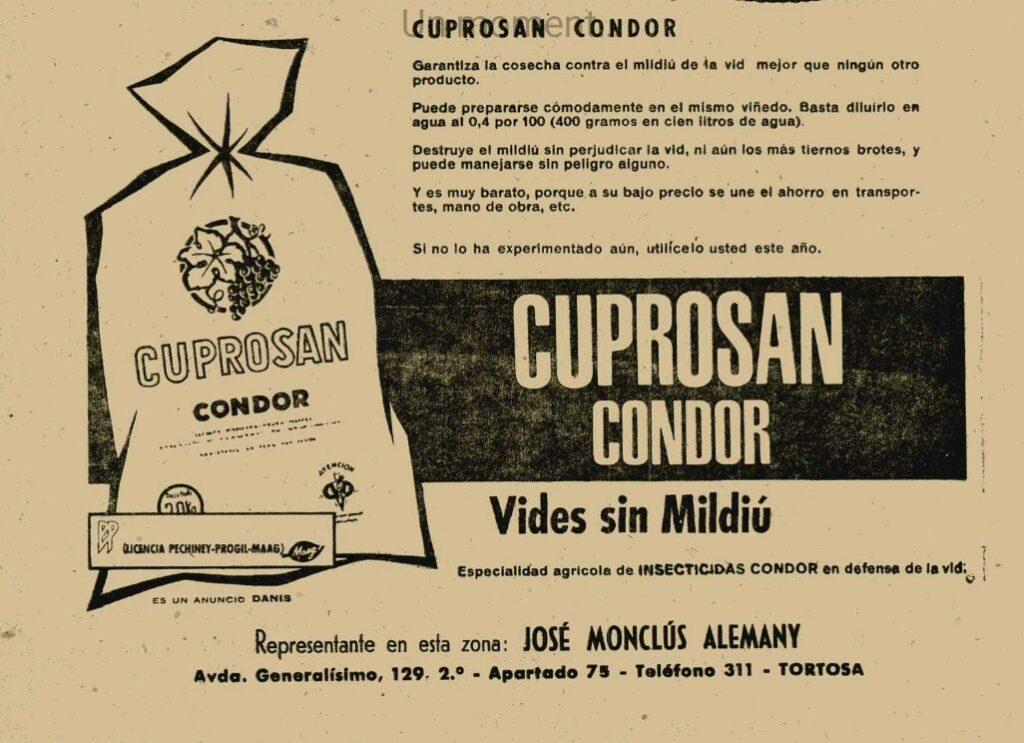 Un moment
CUPROSAN CONDOR
Garantiza la cosecha contra el mildiú de la vid mejor que ningún otro
producto.
Puede prepararse cómodamente en el mismo viñedo. Basta diluirlo en
agua al 0,4 por 100 (400 gramos en cien litros de agua).
Destruye el mildiú sin perjudicar la vid, ni aún los más tiernos brotes, y
puede manejarse sin peligro alguno.
Y es muy barato, porque a su bajo precio se une el ahorro en transpor-
tes, mano de obra, etc.
Si no lo ha experimentado aún, utilícelo usted este año.
CUPROSAN
CONDOR
ATENCION
20 Kg
(LICENCIA PECHINEY-PROGIL-MAAG) Maag
ES UN ANUNCIO DANIS
CUPROSAN
CONDOR
Vides sin Mildiú
Especialidad agrícola de INSECTICIDAS CONDOR en defensa de la vid.
Representante en esta zona: JOSÉ MONCLÚS ALEMANY
Avda. Generalísimo, 129. 2.º - Apartado 75 - Teléfono 311 - TORTOSA